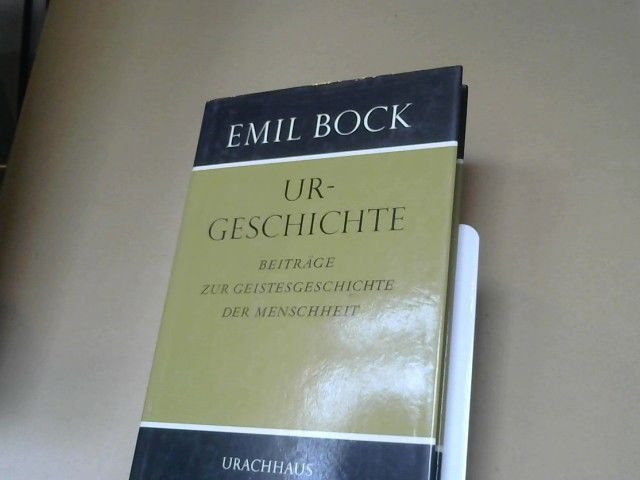 EMIL BOCK
UR-
GESCHICHTE
BEITRÄGE
ZUR GEISTESGESCHICHTE
DER MENSCHHEIT
URACHHAUS